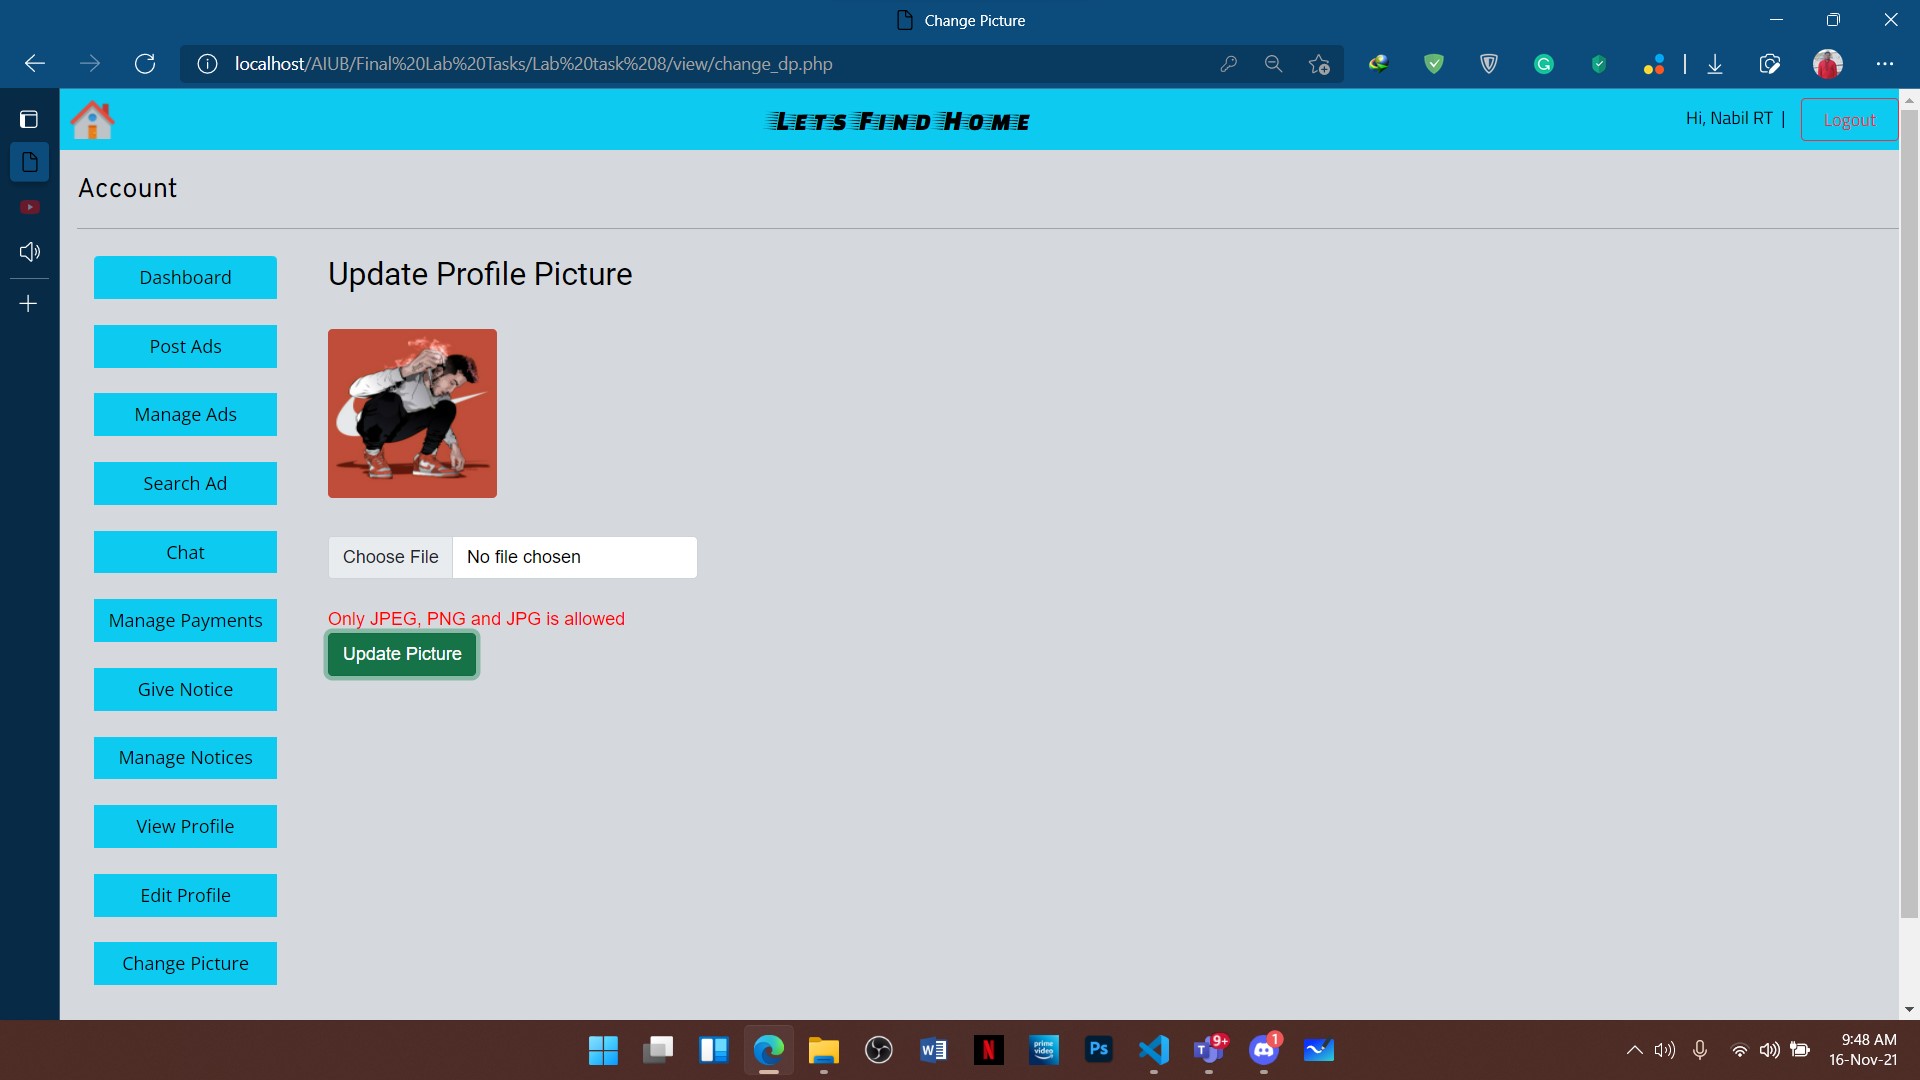 Change Picture
localhost/AIUB/Final%20Lab%20Tasks/Lab%20task%208/view/change_dp.php
LETS FIND HOME
Hi, Nabil RT |
Logout
Account
Dashboard
Post Ads
Manage Ads
Search Ad
Chat
Manage Payments
Give Notice
Manage Notices
View Profile
Edit Profile
Change Picture
Update Profile Picture
Choose File
No file chosen
Only JPEG, PNG and JPG is allowed
Update Picture
W
N
prime video
Ps
T
9+
1
9:48 AM
16-Nov-21